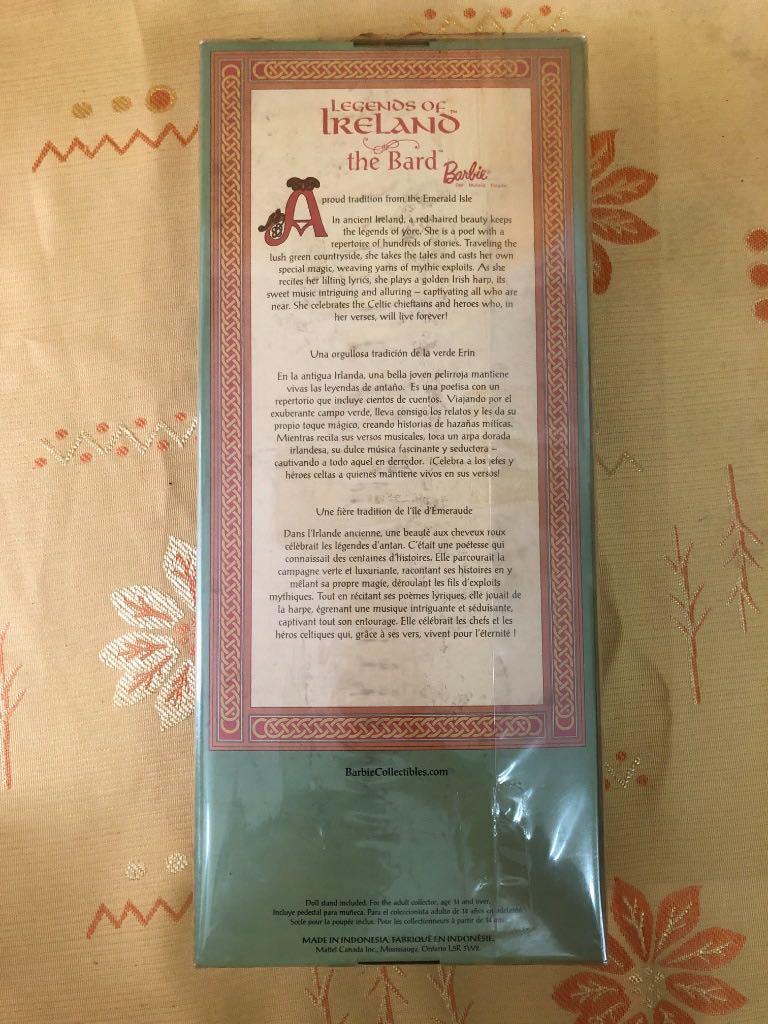 LEGENDS OF
IRELAND™
the Bard™ Barbie®
A proud tradition from the Emerald Isle
In ancient Ireland, a red-haired beauty keeps
the legends of yore. She is a poet with a
repertoire of hundreds of stories. Traveling the
lush green countryside, she takes the tales and casts her own
special magic, weaving yarns of mythic exploits. As she
recites her lilting lyrics, she plays a golden Irish harp, its
sweet music intriguing and alluring – captivating all who are
near. She celebrates the Celtic chieftains and heroes who, in
her verses, will live forever!
Una orgullosa tradición de la verde Erin
En la antigua Irlanda, una bella joven pelirroja mantiene
vivas las leyendas de antaño. Es una poetisa con un
repertorio que incluye cientos de cuentos. Viajando por el
exuberante campo verde, lleva consigo los relatos y les da su
propio toque mágico, creando historias de hazañas míticas.
Mientras recita sus versos musicales, toca un arpa dorada
irlandesa, su dulce música fascinante y seductora –
cautivando a todo aquel en derredor. ¡Celebra a los jefes y
héroes celtas a quienes mantiene vivos en sus versos!
Une fière tradition de l'île d'Émeraude
Dans l'Irlande ancienne, une beauté aux cheveux roux
célébrait les légendes d'antan. C'était une poétesse qui
connaissait des centaines d'histoires. Elle parcourait la
campagne verte et luxuriante, racontant ses histoires en y
mêlant sa propre magie, déroulant les fils d'exploits
mythiques. Tout en récitant ses poèmes lyriques, elle jouait de
la harpe, égrenant une musique intriguante et séduisante,
captivant tout son entourage. Elle célébrait les chefs et les
héros celtiques qui, grâce à ses vers, vivent pour l'éternité !
BarbieCollectibles.com
Doll stand included. For the adult collector, age 14 and over.
Incluye pedestal para muñeca. Para el coleccionista adulto de 14 años en adelante.
Socle pour la poupée inclus. Pour les collectionneurs à partir de 14 ans.
MADE IN INDONESIA. FABRIQUÉ EN INDONÉSIE.
Mattel Canada Inc., Mississauga, Ontario L5R 3W2.